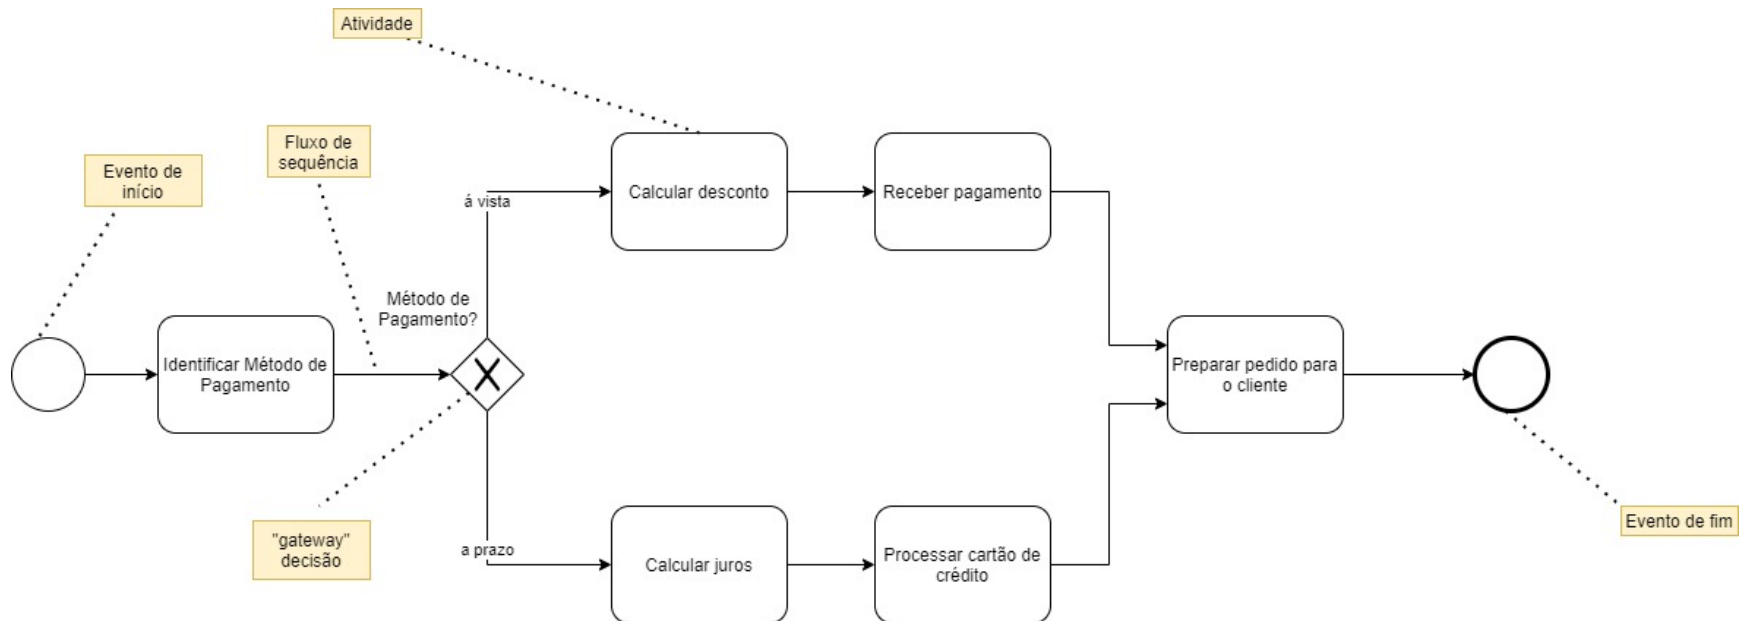 Atividade
Fluxo de
sequência
Evento de
início
á vista
Calcular desconto
Receber pagamento
Método de
Pagamento?
Identificar Método de
Pagamento
Preparar pedido para
o cliente
"gateway"
decisão
a prazo
Calcular juros
Processar cartão de
crédito
Evento de fim